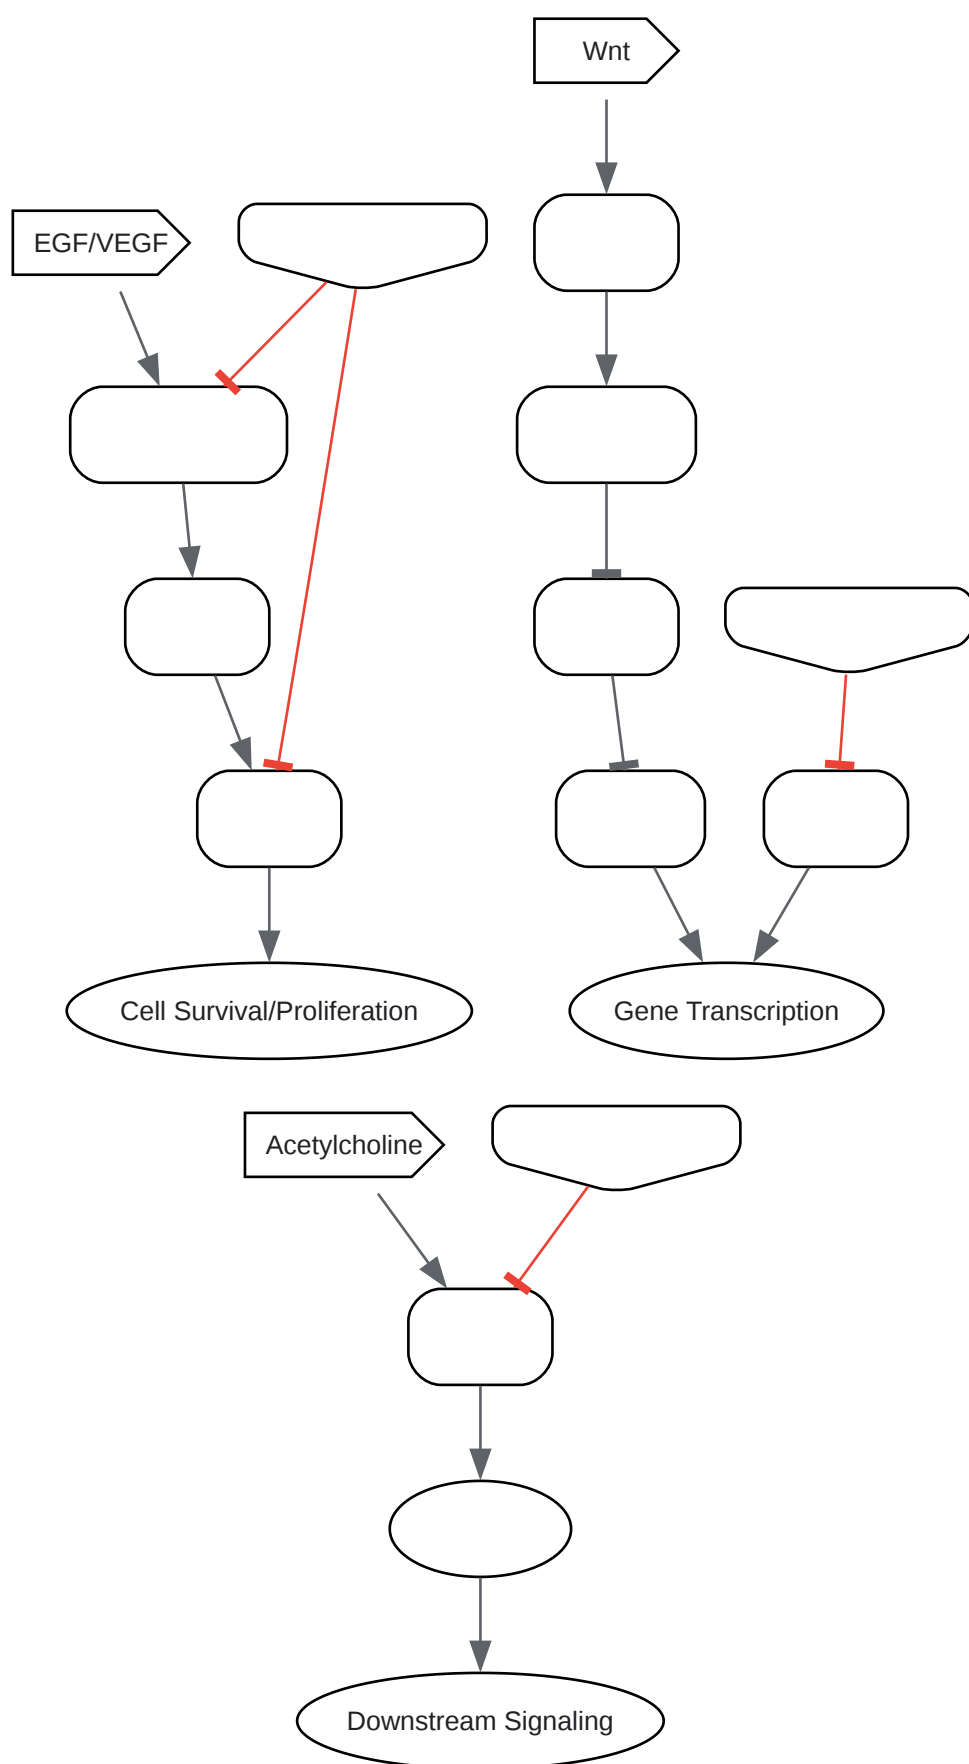 Wnt
EGF/VEGF
Cell Survival/Proliferation
Gene Transcription
Acetylcholine
Downstream Signaling